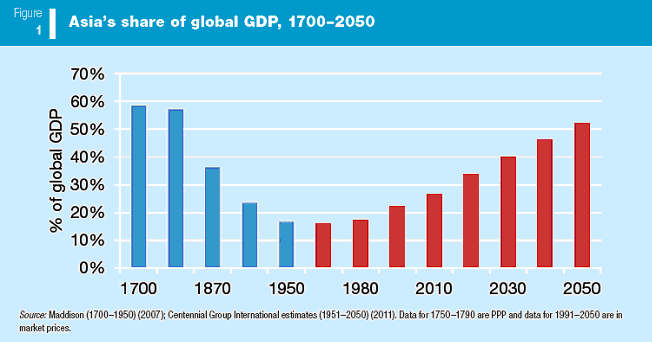 Figure
1
Asia's share of global GDP, 1700–2050
% of global GDP
70%
60%
50%
40%
30%
20%
10%
0%
1700 1870 1950 1980 2010 2030 2050
Source: Maddison (1700–1950) (2007); Centennial Group International estimates (1951–2050) (2011). Data for 1750–1790 are PPP and data for 1991–2050 are in
market prices.